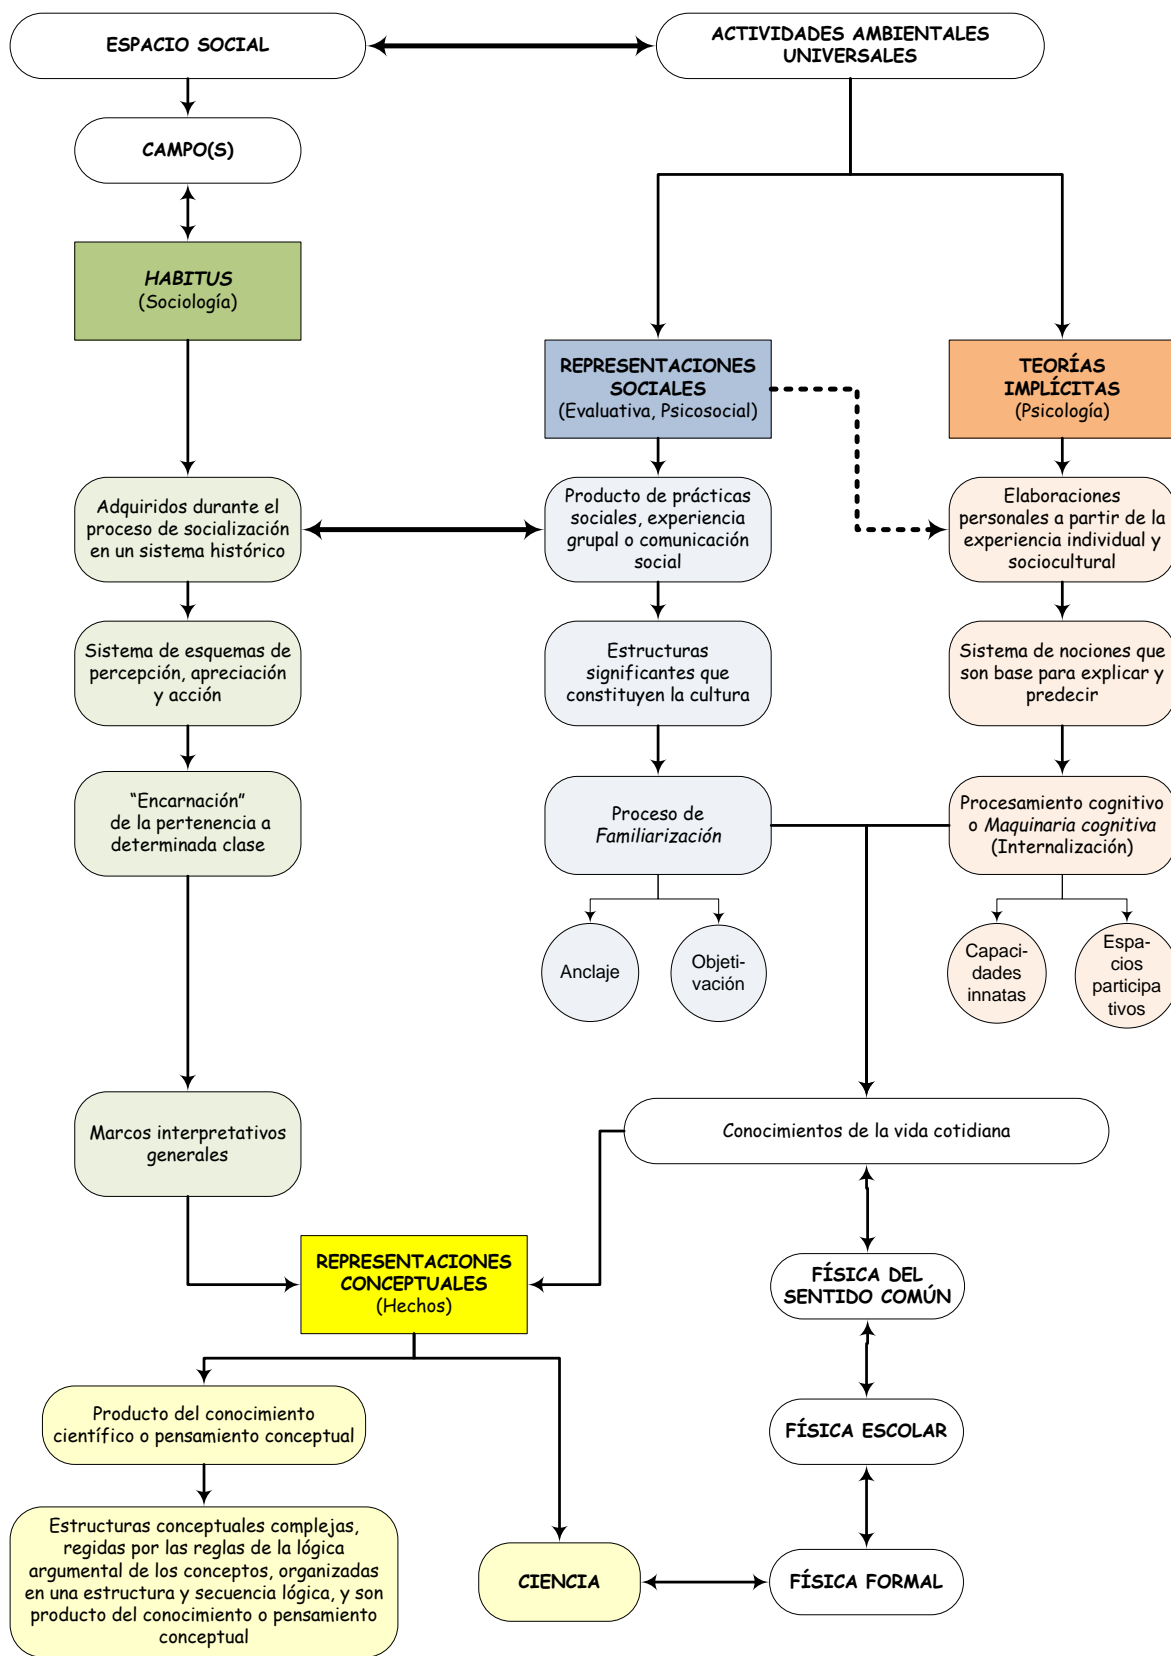 ESPACIO SOCIAL
ACTIVIDADES AMBIENTALES
UNIVERSALES
CAMPO(S)
HABITUS
(Sociología)
REPRESENTACIONES
SOCIALES
(Evaluativa, Psicosocial)
TEORÍAS
IMPLÍCITAS
(Psicología)
Adquiridos durante el
proceso de socialización
en un sistema histórico
Producto de prácticas
sociales, experiencia
grupal o comunicación
social
Elaboraciones
personales a partir de la
experiencia individual y
sociocultural
Sistema de esquemas de
percepción, apreciación
y acción
Estructuras
significantes que
constituyen la cultura
Sistema de nociones que
son base para explicar y
predecir
“Encarnación”
de la pertenencia a
determinada clase
Proceso de
Familiarización
Procesamiento cognitivo
o Maquinaria cognitiva
(Internalización)
Anclaje
Objeti-
vación
Capaci-
dades
innatas
Espa-
cios
participa
tivos
Marcos interpretativos
generales
Conocimientos de la vida cotidiana
REPRESENTACIONES
CONCEPTUALES
(Hechos)
FÍSICA DEL
SENTIDO COMÚN
Producto del conocimiento
científico o pensamiento conceptual
FÍSICA ESCOLAR
Estructuras conceptuales complejas,
regidas por las reglas de la lógica
argumental de los conceptos, organizadas
en una estructura y secuencia lógica, y son
producto del conocimiento o pensamiento
conceptual
CIENCIA
FÍSICA FORMAL